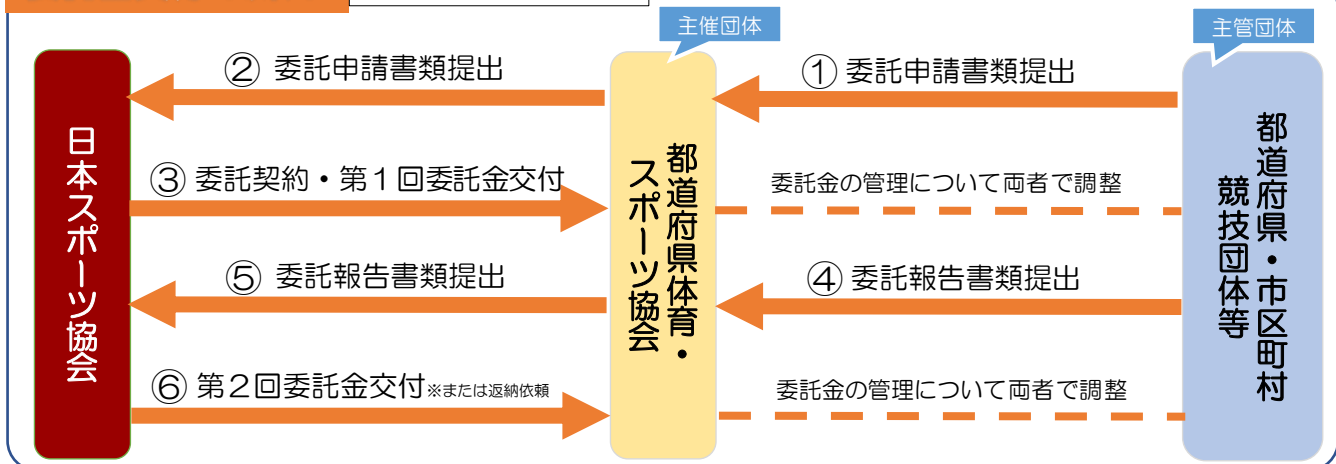 主催団体
主管団体
② 委託申請書類提出
① 委託申請書類提出
③ 委託契約・第１回委託金交付
委託金の管理について両者で調整
⑤ 委託報告書類提出
④ 委託報告書類提出
⑥ 第２回委託金交付※または返納依頼
委託金の管理について両者で調整
日本スポーツ協会
都道府県体育・
スポーツ協会
都道府県・市区町村
競技団体等